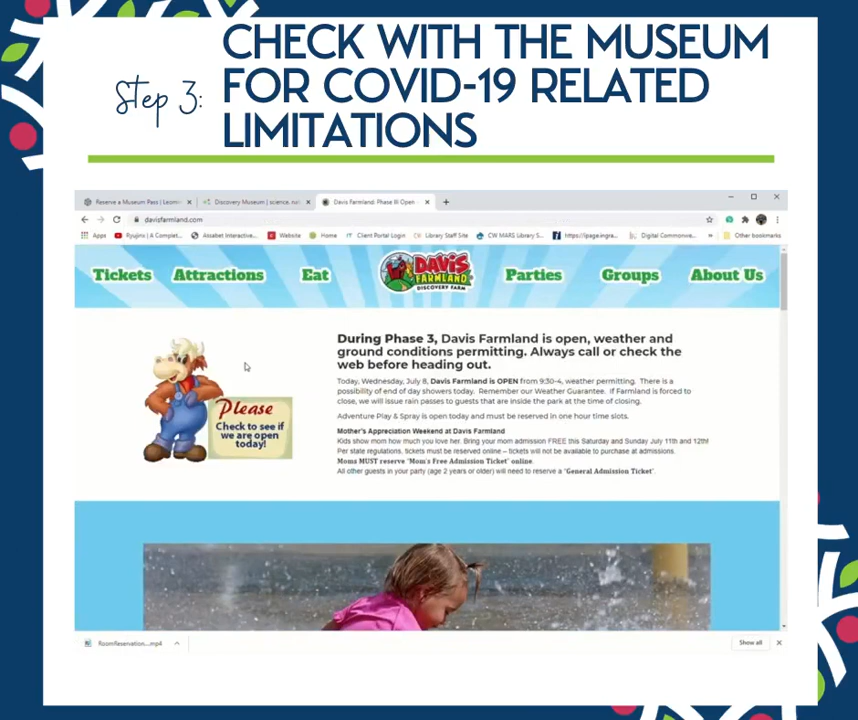 Step 3:
CHECK WITH THE MUSEUM
FOR COVID-19 RELATED
LIMITATIONS
Reserve a Museum Pass | Leomin
Discovery Museum | science, nat
Davis Farmland: Phase III Open -
davisfarmland.com
Apps
Ryujinx | A Complet...
Assabet Interactive...
Website
Home
Client Portal Login
Library Staff Site
CW MARS Library S...
https://ipage.ingra...
Digital Commonwe...
Other bookmarks
Tickets
Attractions
Eat
DAVIS
FARMLAND
DISCOVERY FARM
Parties
Groups
About Us
Please
Check to see if
we are open
today!
During Phase 3, Davis Farmland is open, weather and
ground conditions permitting. Always call or check the
web before heading out.
Today, Wednesday, July 8, Davis Farmland is OPEN from 9:30-4, weather permitting. There is a
possibility of end of day showers today. Remember our Weather Guarantee. If Farmland is forced to
close, we will issue rain passes to guests that are inside the park at the time of closing.
Adventure Play & Spray is open today and must be reserved in one hour time slots.
Mother's Appreciation Weekend at Davis Farmland
Kids show mom how much you love her. Bring your mom admission FREE this Saturday and Sunday July 11th and 12th!
Per state regulations, tickets must be reserved online – tickets will not be available to purchase at admissions.
Moms MUST reserve "Mom's Free Admission Ticket" online.
All other guests in your party (age 2 years or older) will need to reserve a "General Admission Ticket".
RoomReservation....mp4
Show all